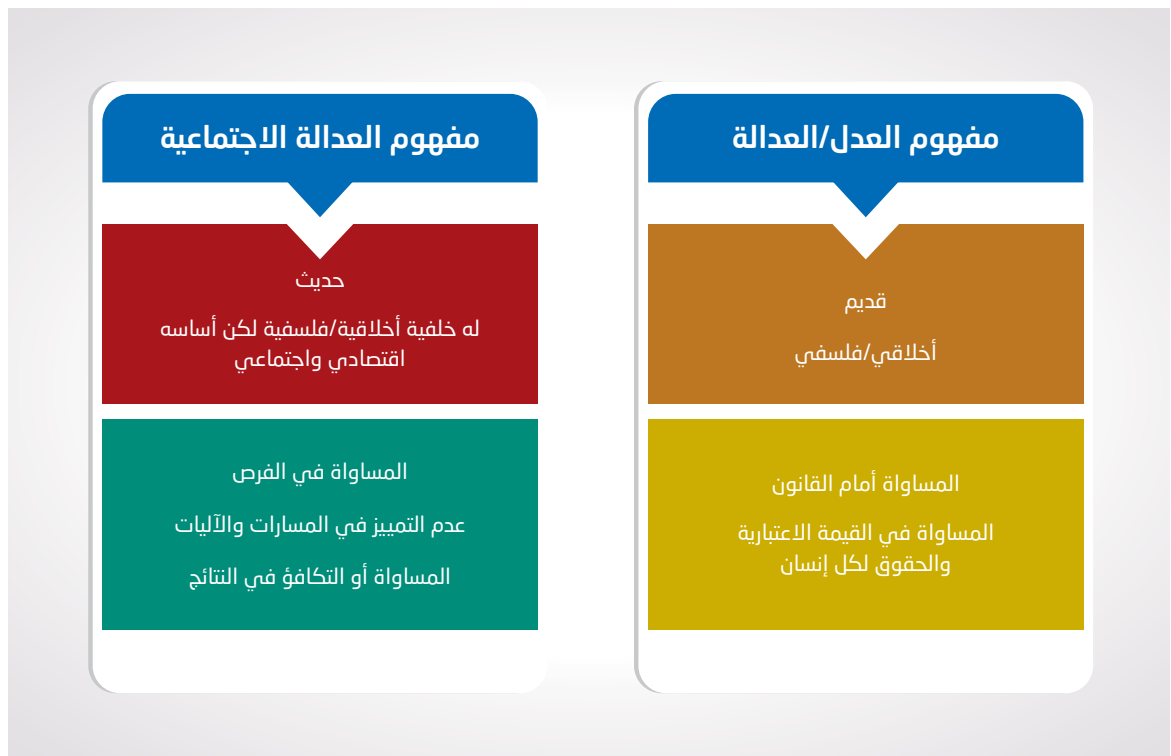 مفهوم العدل/العدالة
قديم
أخلاقي/فلسفي
المساواة أمام القانون
المساواة في القيمة الاعتبارية
والحقوق لكل إنسان
مفهوم العدالة الاجتماعية
حديث
له خلفية أخلاقية/فلسفية لكن أساسه
اقتصادي واجتماعي
المساواة في الفرص
عدم التمييز في المسارات والآليات
المساواة أو التكافؤ في النتائج